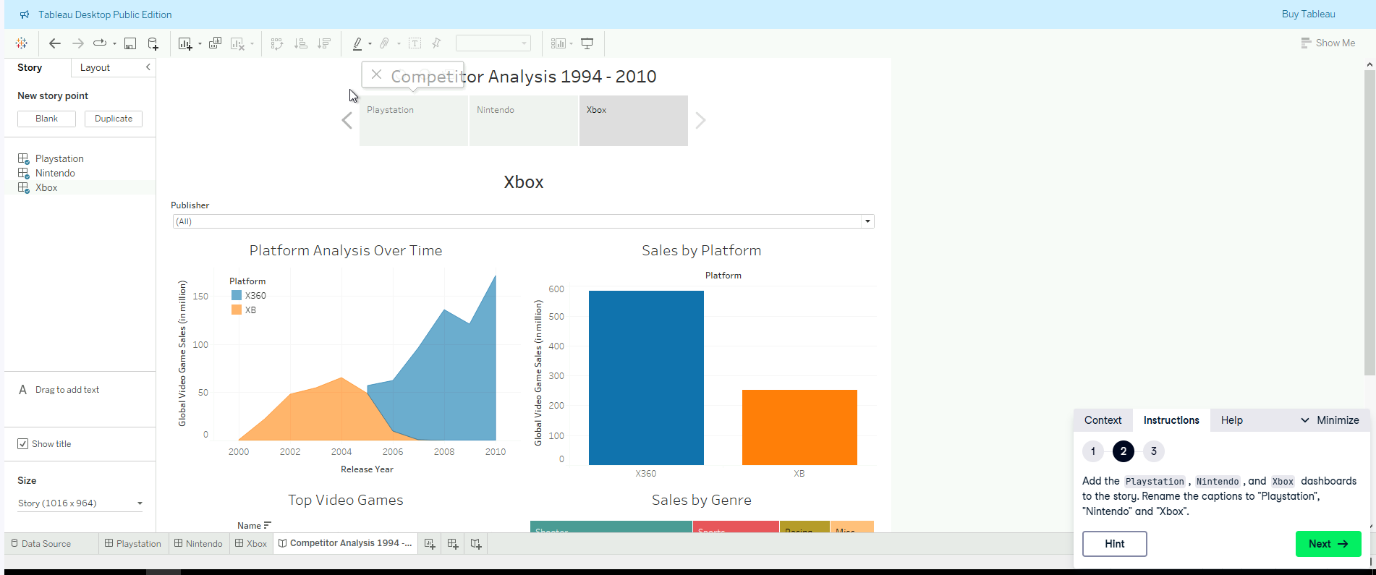 Tableau Desktop Public Edition
Buy Tableau
Show Me
Story
Layout
New story point
Blank
Duplicate
Playstation
Nintendo
Xbox
A Drag to add text
Show title
Size
Story (1016 x 964)
Competitor Analysis 1994 - 2010
Playstation
Nintendo
Xbox
Xbox
Publisher
(All)
Platform Analysis Over Time
Platform
X360
XB
Global Video Game Sales (in million)
150
100
50
0
2000 2002 2004 2006 2008 2010
Release Year
Sales by Platform
Platform
Global Video Game Sales (in million)
600
500
400
300
200
100
0
X360 XB
Top Video Games
Name
Sales by Genre
Shooter Sports Racing Misc
Context
Instructions
Help
Minimize
1 2 3
Add the Playstation, Nintendo, and Xbox dashboards
to the story. Rename the captions to "Playstation",
"Nintendo" and "Xbox".
Hint
Next
Data Source
Playstation
Nintendo
Xbox
Competitor Analysis 1994 -...